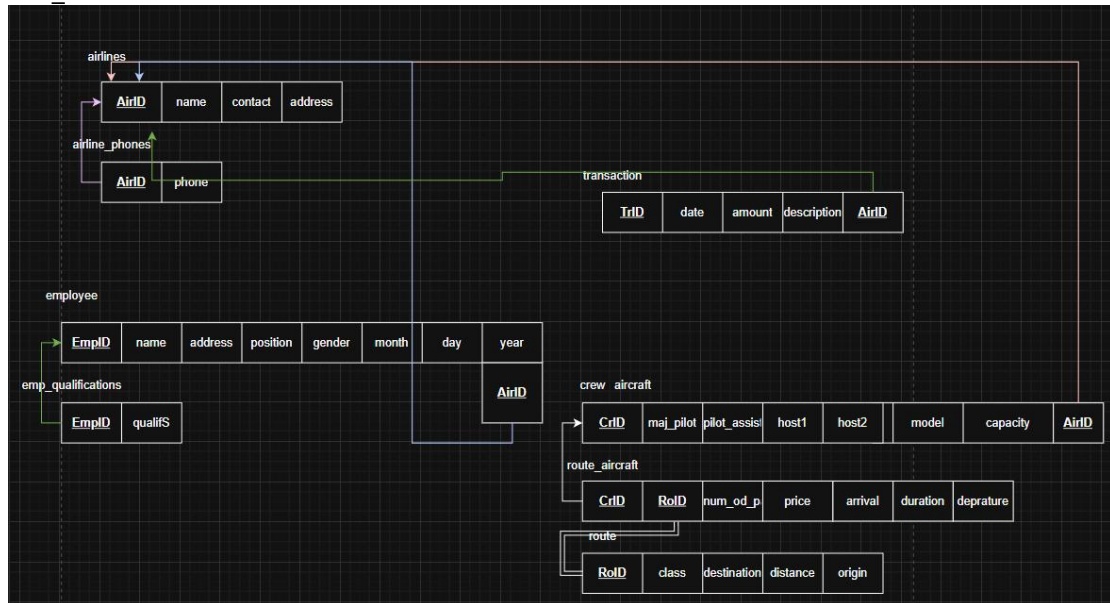 airlines
AirID name contact address
airline_phones
AirID phone
transaction
TrID date amount description AirID
employee
EmpID name address position gender month day year
AirID
emp_qualifications
EmpID qualifS
crew aircraft
CrID maj_pilot pilot_assist host1 host2 model capacity AirID
route_aircraft
CrID RoID num_od_p price arrival duration deprature
route
RoID class destination distance origin